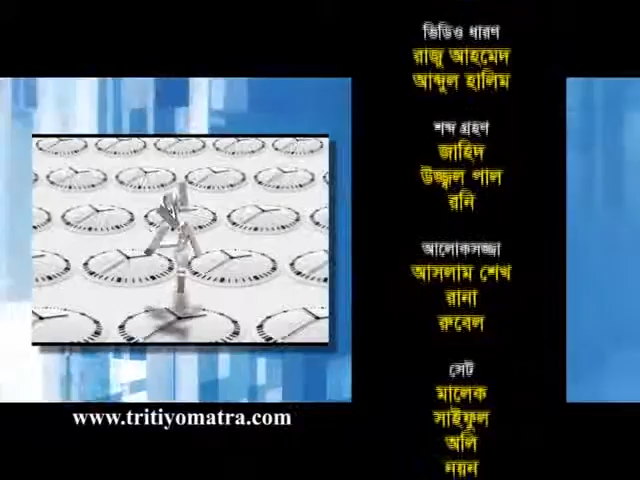 ভিডিও ধারণ
রাজু আহমেদ
আব্দুল হালিম
শব্দ গ্রহণ
জাহিদ
উজ্জ্বল পাল
রনি
আলোকসজ্জা
আসলাম শেখ
রানা
রুবেল
সেট
মালেক
সাইফুল
অলি
নয়ন
www.tritiyomatra.com